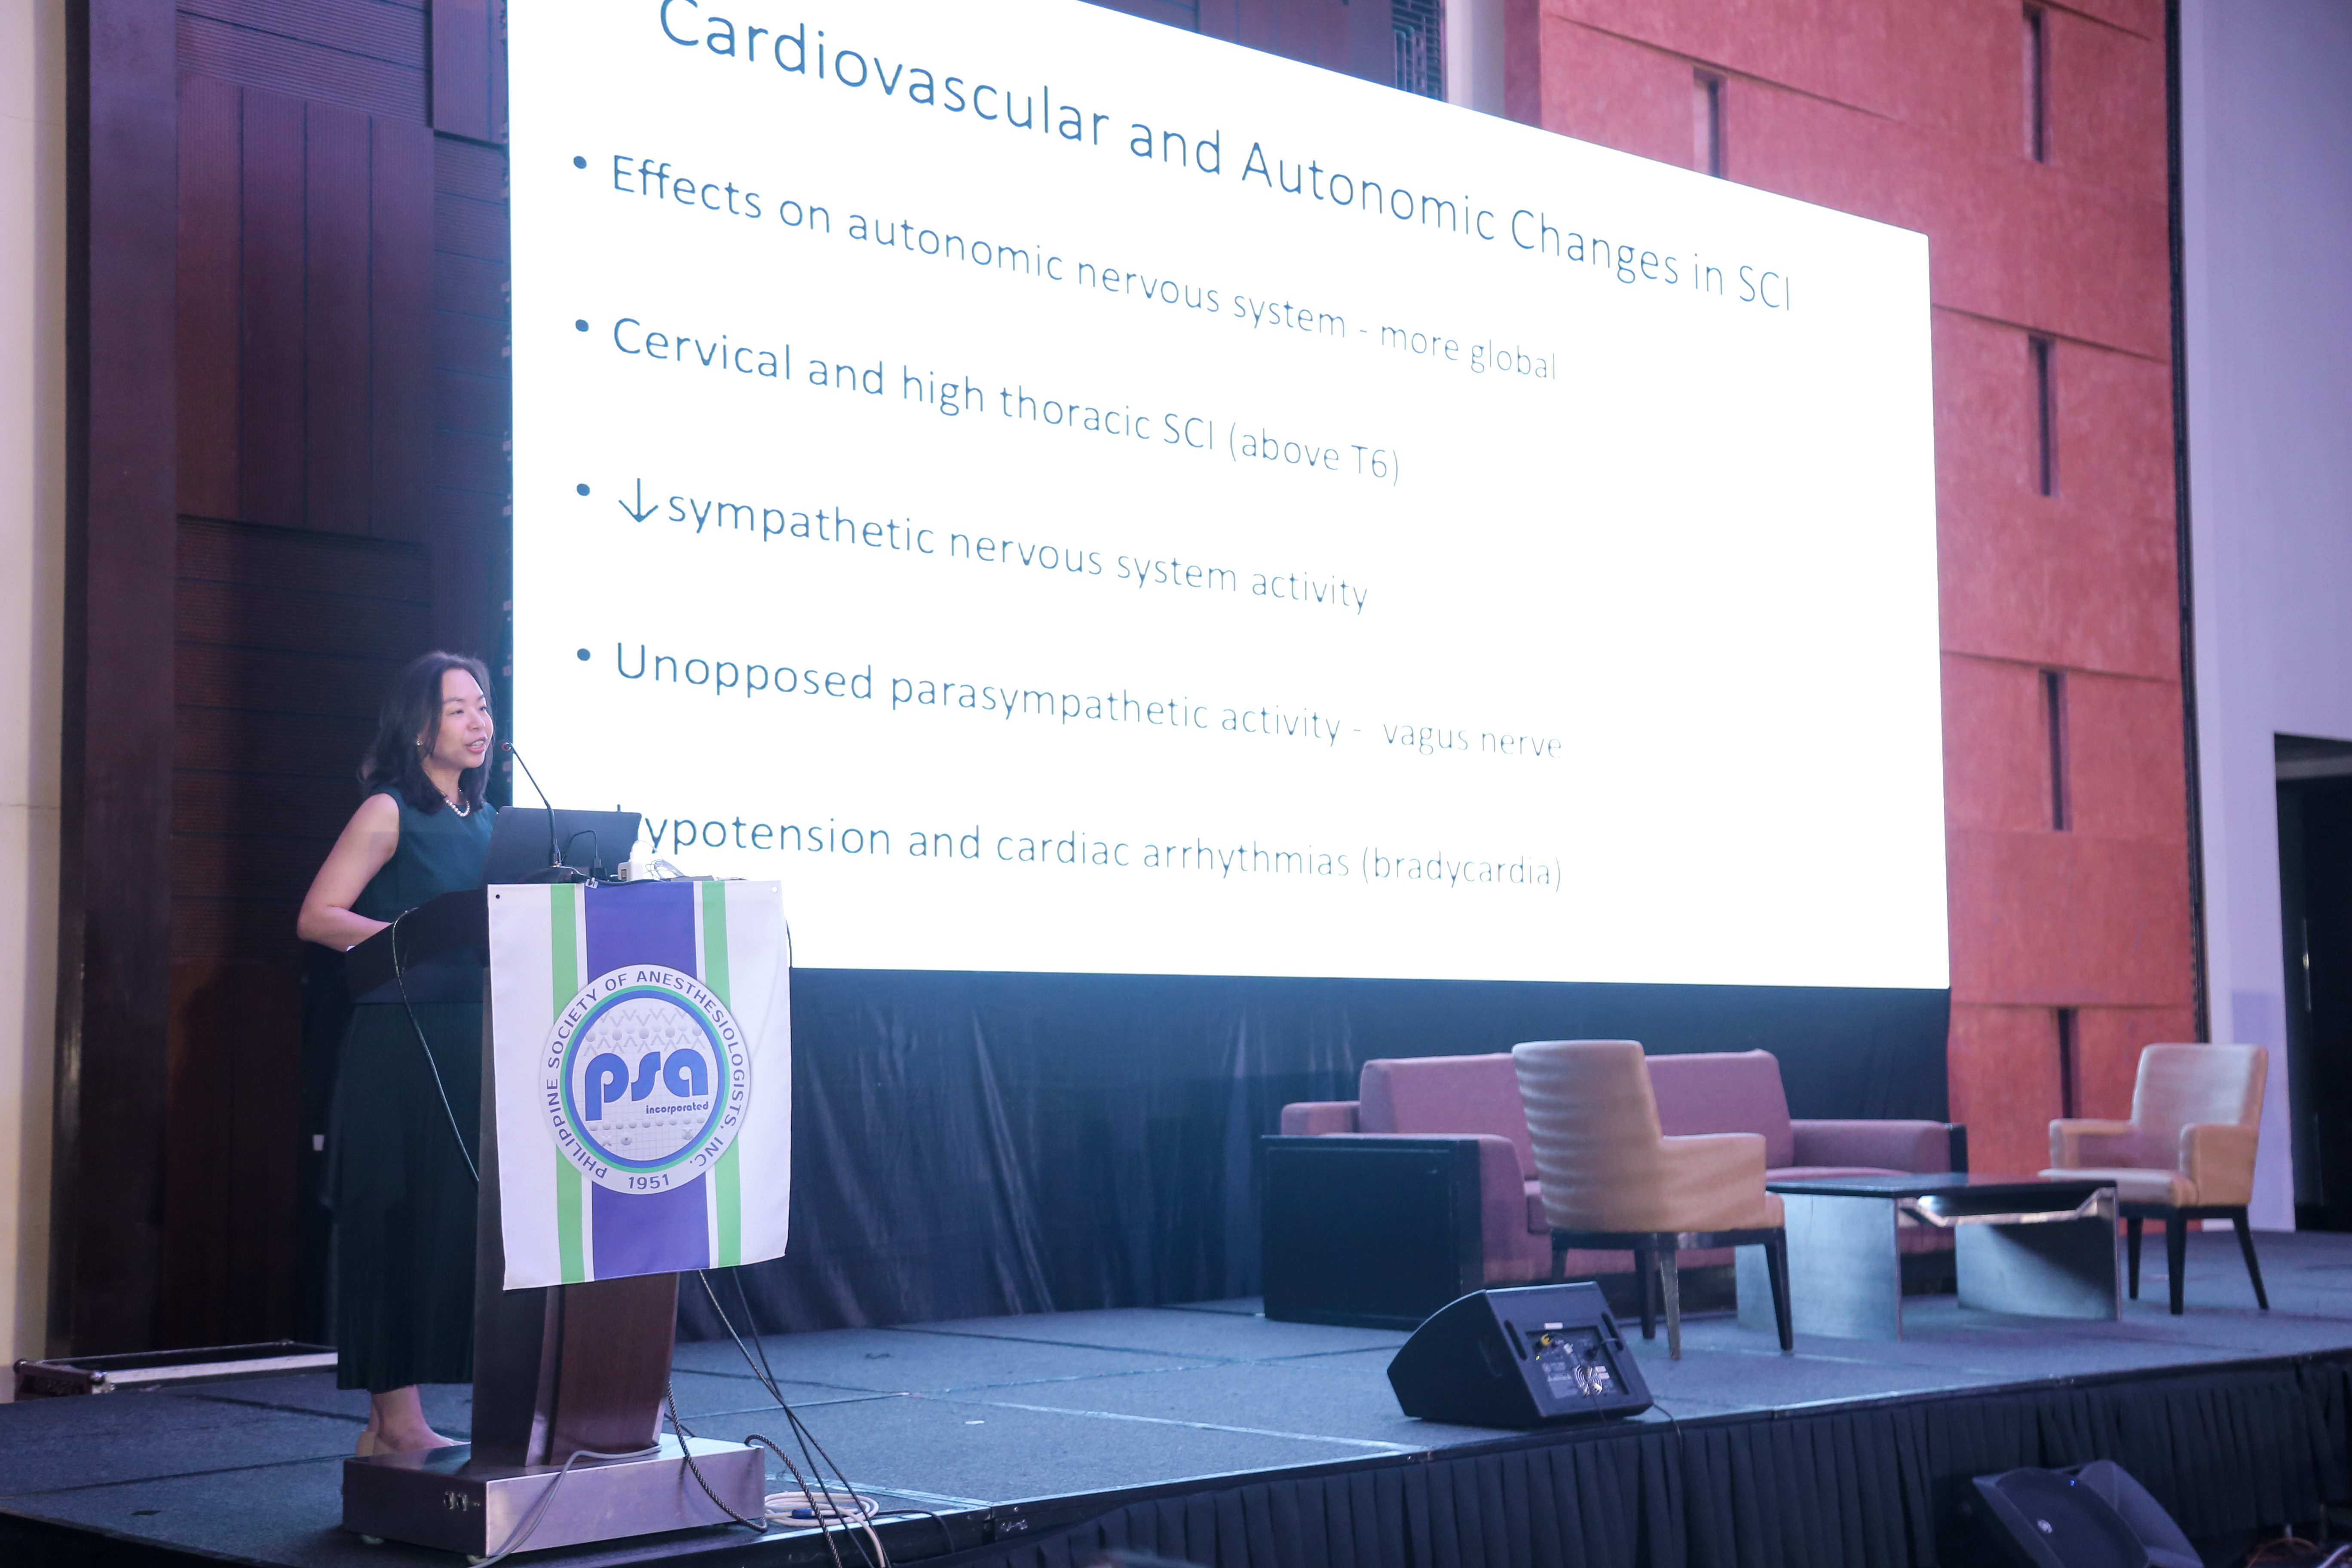 Cardiovascular and Autonomic Changes in SCI
• Effects on autonomic nervous system - more global
• Cervical and high thoracic SCI (above T6)
• ↓sympathetic nervous system activity
• Unopposed parasympathetic activity - vagus nerve
ypotension and cardiac arrhythmias (bradycardia)
PHILIPPINE SOCIETY OF ANESTHESIOLOGISTS, INC.
psa
incorporated
1951